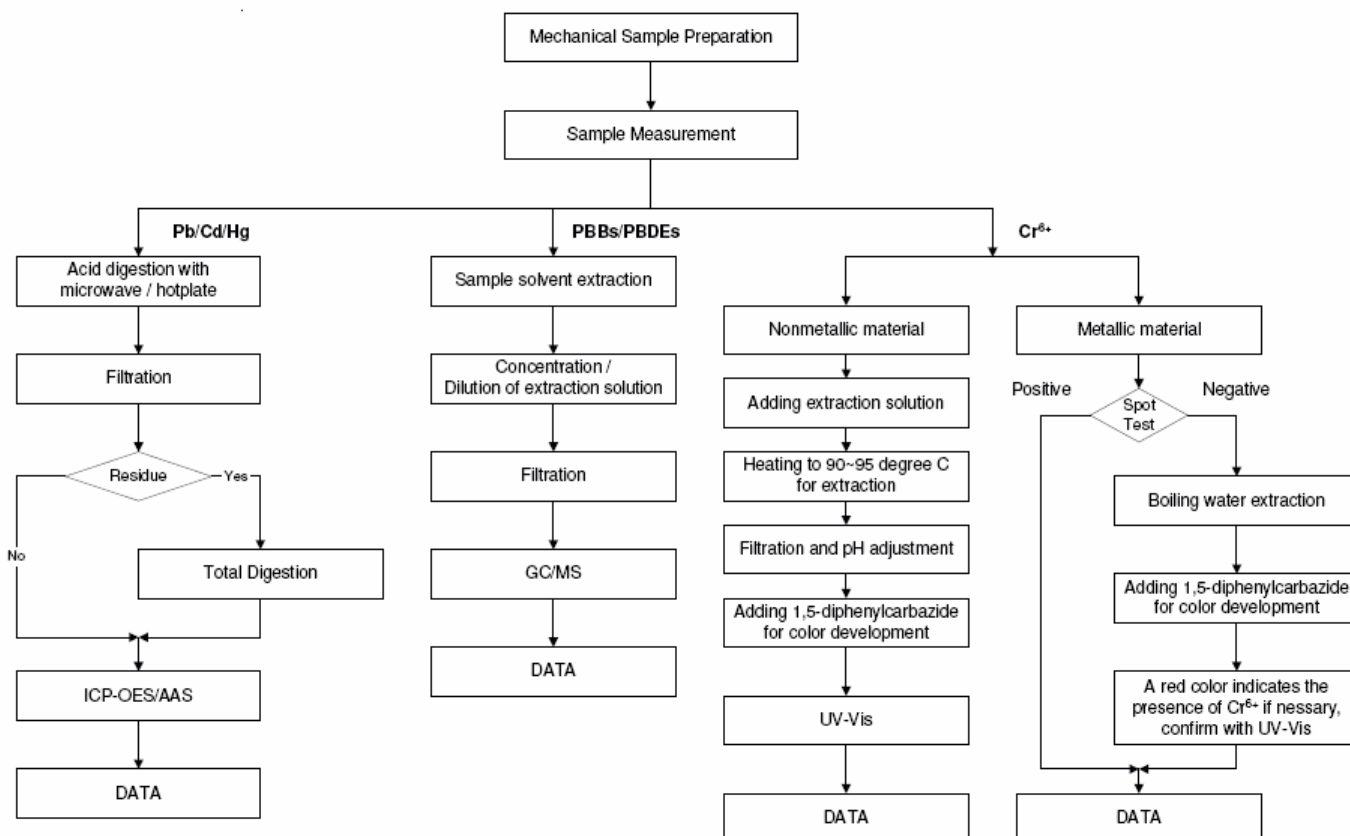 Mechanical Sample Preparation
Sample Measurement
Pb/Cd/Hg
PBBs/PBDEs
Cr⁶⁺
Acid digestion with
microwave / hotplate
Filtration
Residue
Yes
No
Total Digestion
ICP-OES/AAS
DATA
Sample solvent extraction
Concentration /
Dilution of extraction solution
Filtration
GC/MS
DATA
Nonmetallic material
Adding extraction solution
Heating to 90~95 degree C
for extraction
Filtration and pH adjustment
Adding 1,5-diphenylcarbazide
for color development
UV-Vis
DATA
Metallic material
Positive
Negative
Spot
Test
Boiling water extraction
Adding 1,5-diphenylcarbazide
for color development
A red color indicates the
presence of Cr⁶⁺ if nessary,
confirm with UV-Vis
DATA